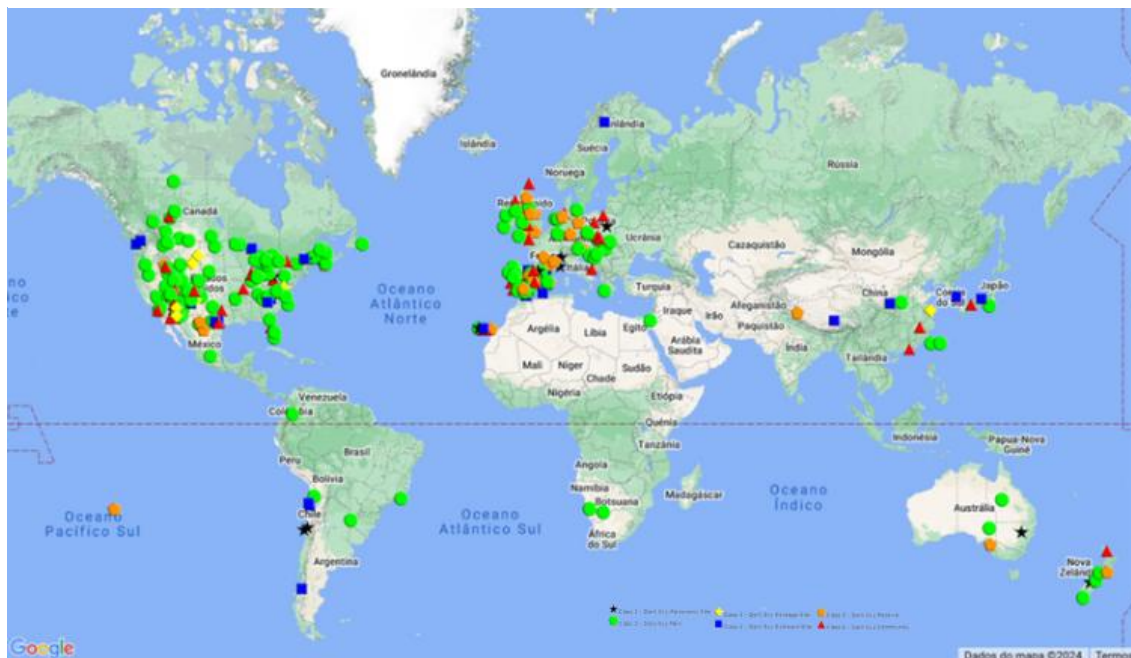 Gronelândia
Islândia
Suécia
Noruega
Rússia
Canadá
Ucrânia
Cazaquistão
Mongólia
Oceano
Atlântico
Norte
Turquia
China
Japão
Afeganistão
Iraque
Irão
Paquistão
México
Argélia
Líbia
Egito
Arábia
Saudita
Índia
Tailândia
Mali
Níger
Chade
Sudão
Venezuela
Nigéria
Etiópia
Colômbia
Quénia
Indonésia
Papua-Nova
Guiné
Tanzânia
Peru
Brasil
Angola
Bolívia
Namíbia
Botsuana
Madagáscar
Oceano
Índico
Oceano
Pacífico Sul
Chile
Oceano
Atlântico Sul
África
do Sul
Austrália
Argentina
Nova
Google
Dados do mapa ©2024
Termos